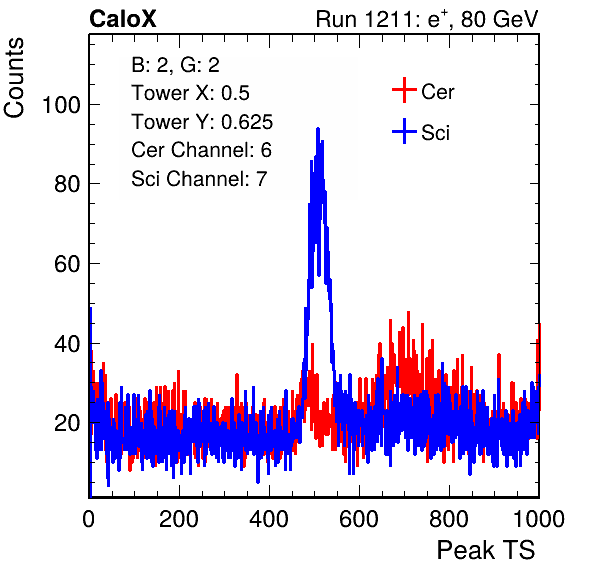 CaloX Run 1211: e⁺, 80 GeV
Counts
B: 2, G: 2
Tower X: 0.5
Tower Y: 0.625
Cer Channel: 6
Sci Channel: 7
Cer
Sci
100
80
60
40
20
0 200 400 600 800 1000
Peak TS